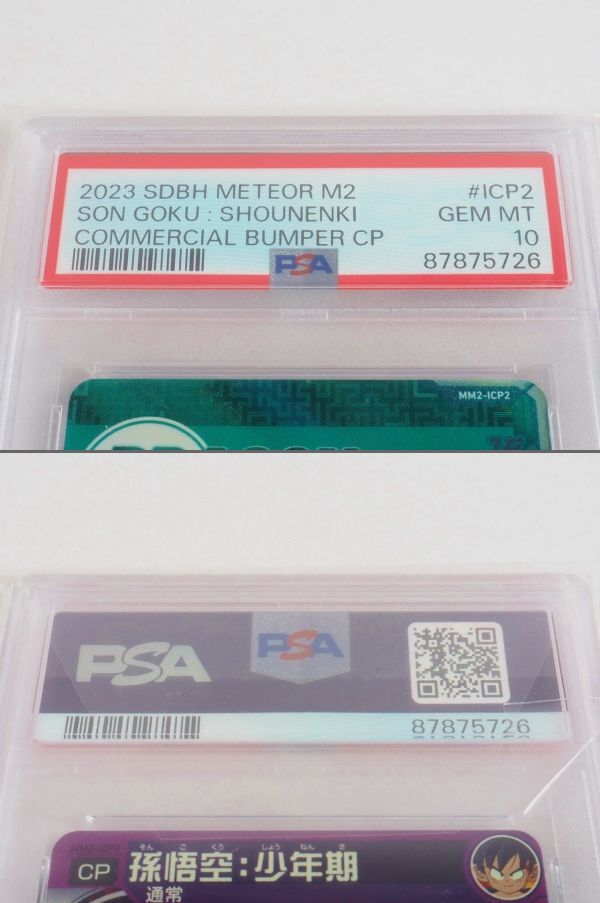 2023 SDBH METEOR M2 #ICP2
SON GOKU : SHOUNENKI GEM MT
COMMERCIAL BUMPER CP 10
PSA 87875726
MM2-ICP2
PSA PSA
87875726
MM2-ICP2
そん ご くう しょう ねん き
CP 孫悟空:少年期
通常